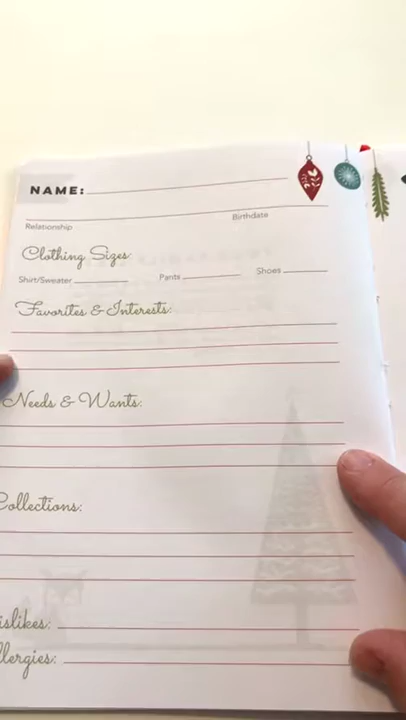 NAME:
Relationship Birthdate
Clothing Sizes:
Shirt/Sweater Pants Shoes
Favorites & Interests:
Needs & Wants:
Collections:
islikes:
llergies: